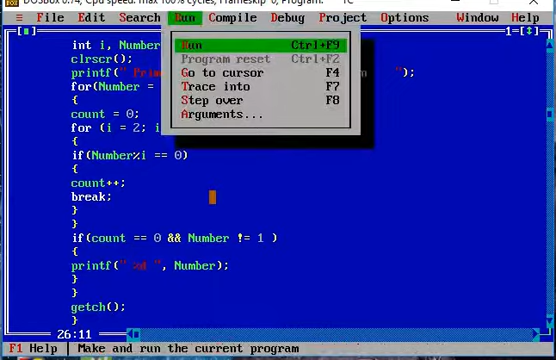 DOSBox 0.74, Cpu speed: max 100% cycles, Frameskip 0, Program: TC
File Edit Search Run Compile Debug Project Options Window Help
1=[↕]
int i, Number
Run Ctrl+F9
Program reset Ctrl+F2
Go to cursor F4
Trace into F7
Step over F8
Arguments...
clrscr();
printf(" ");
for(Number =
{
count = 0;
for (i = 2; i
{
if(Number%i == 0)
{
count++;
break;
}
}
if(count == 0 && Number != 1 )
{
printf(" %d ", Number);
}
}
getch();
}
26:11
F1 Help | Make and run the current program